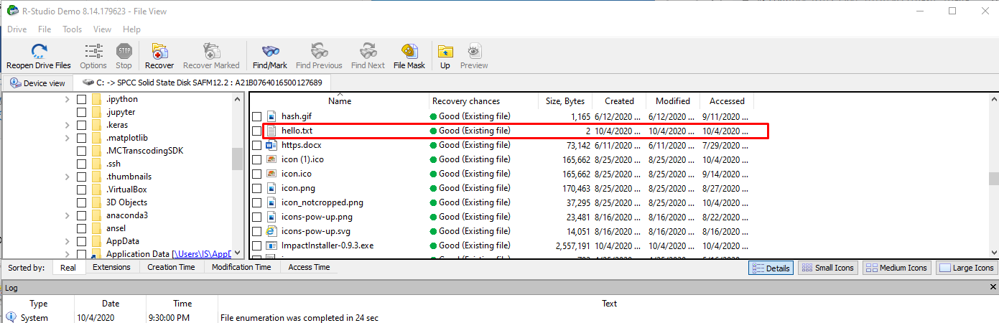 R-Studio Demo 8.14.179623 - File View
Drive File Tools View Help
Reopen Drive Files Options Stop Recover Recover Marked Find/Mark Find Previous Find Next File Mask Up Preview
Device view C: -> SPCC Solid State Disk SAFM12.2 : A21B0764016500127689
.ipython
.jupyter
.keras
.matplotlib
.MCTranscodingSDK
.ssh
.thumbnails
.VirtualBox
3D Objects
anaconda3
ansel
AppData
Application Data [\Users\IS\AppD
Name Recovery chances Size, Bytes Created Modified Accessed
hash.gif Good (Existing file) 1,165 6/12/2020 ... 6/12/2020 ... 9/11/2020 ...
hello.txt Good (Existing file) 2 10/4/2020 ... 10/4/2020 ... 10/4/2020 ...
https.docx Good (Existing file) 73,142 6/11/2020 ... 6/11/2020 ... 7/29/2020 ...
icon (1).ico Good (Existing file) 165,662 8/25/2020 ... 8/25/2020 ... 10/4/2020 ...
icon.ico Good (Existing file) 165,662 8/25/2020 ... 8/25/2020 ... 9/14/2020 ...
icon.png Good (Existing file) 170,463 8/25/2020 ... 8/25/2020 ... 8/27/2020 ...
icon_notcropped.png Good (Existing file) 37,295 8/25/2020 ... 8/25/2020 ... 10/4/2020 ...
icons-pow-up.png Good (Existing file) 23,481 8/16/2020 ... 8/16/2020 ... 8/22/2020 ...
icons-pow-up.svg Good (Existing file) 14,051 8/16/2020 ... 8/16/2020 ... 8/16/2020 ...
ImpactInstaller-0.9.3.exe Good (Existing file) 2,557,191 10/4/2020 ... 10/4/2020 ... 10/4/2020 ...
Sorted by: Real Extensions Creation Time Modification Time Access Time Details Small Icons Medium Icons Large Icons
Log
Type Date Time Text
System 10/4/2020 9:30:00 PM File enumeration was completed in 24 sec